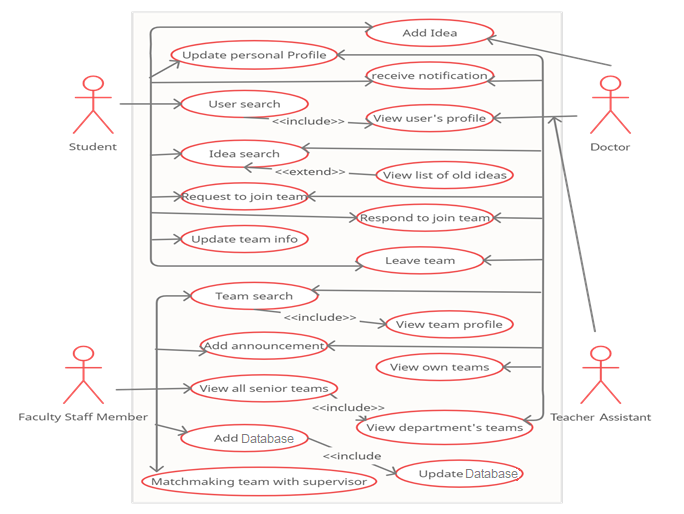 Add Idea
Update personal Profile
receive notification
User search
View user's profile
<<include>>
Student
Doctor
Idea search
<<extend>>
View list of old ideas
Request to join team
Respond to join team
Update team info
Leave team
Team search
<<include>>
View team profile
Add announcement
View own teams
View all senior teams
<<include>>
Faculty Staff Member
Teacher Assistant
View department's teams
Add Database
<<include
Update Database
Matchmaking team with supervisor